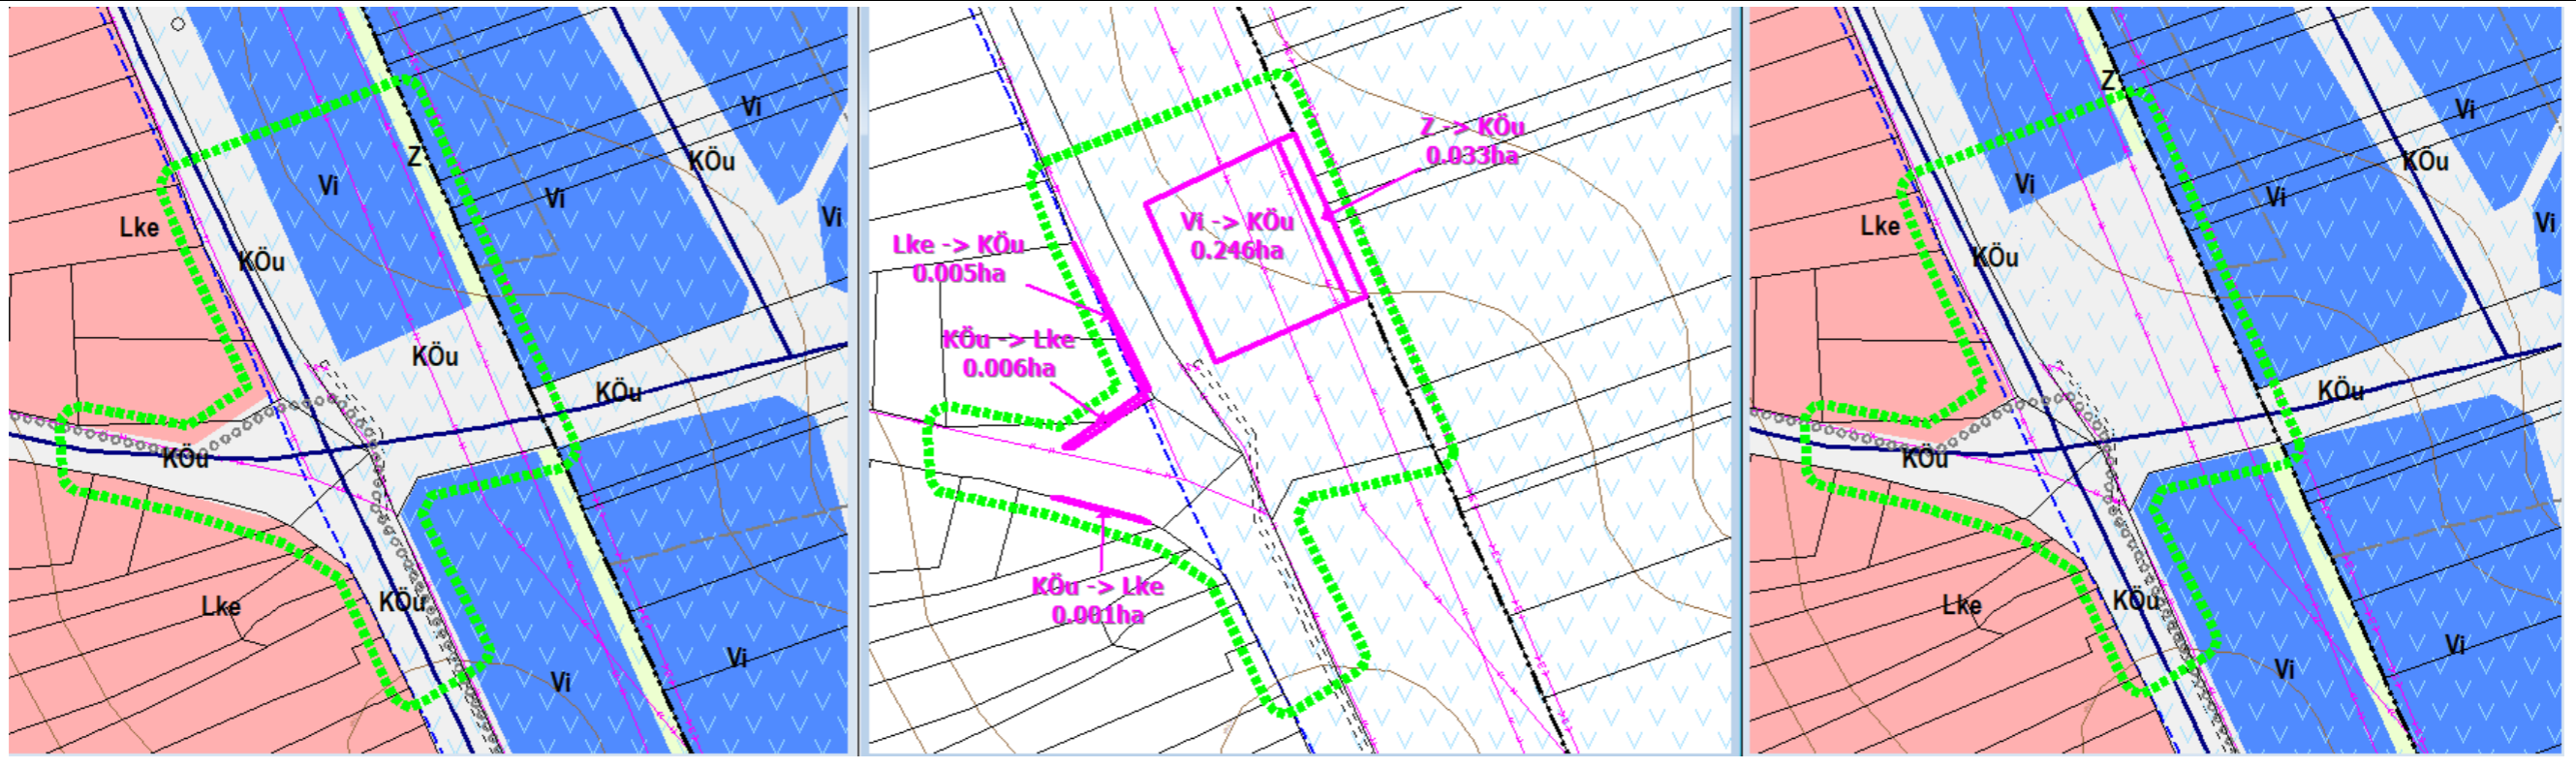 Vi
Z
KÖu
Vi
Vi
Vi
Lke
KÖu
KÖu
KÖu
KÖu
KÖu
Lke
Vi
Vi
Z -> KÖu
0.033ha
Vi -> KÖu
0.246ha
Lke -> KÖu
0.005ha
KÖu -> Lke
0.006ha
KÖu -> Lke
0.001ha
Z
Vi
KÖu
Vi
Vi
Vi
Lke
KÖu
KÖu
KÖu
KÖu
Lke
Vi
Vi